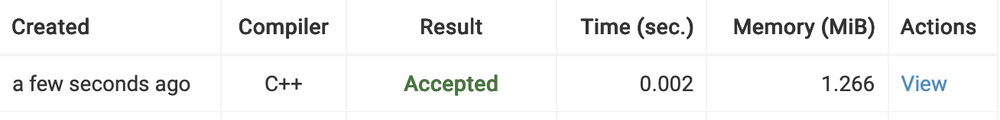 Created Compiler Result Time (sec.) Memory (MiB) Actions
a few seconds ago C++ Accepted 0.002 1.266 View